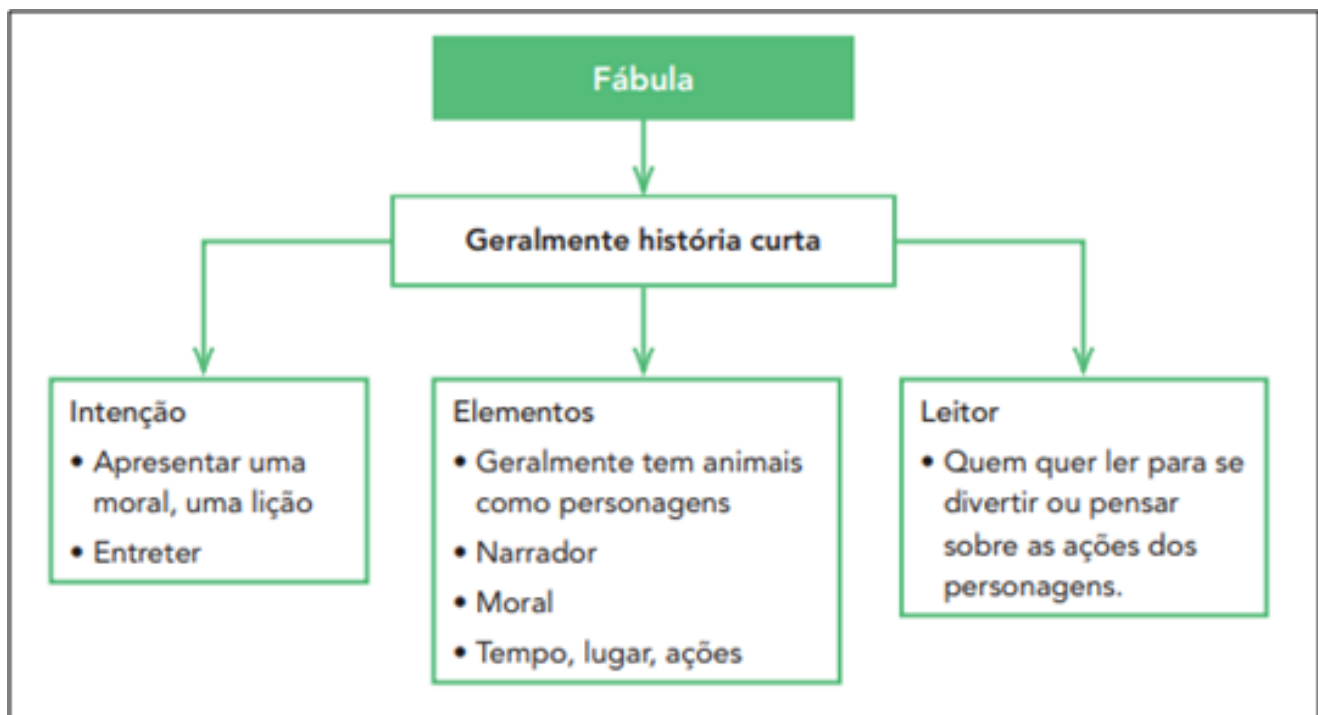 Fábula
Geralmente história curta
Intenção
• Apresentar uma
moral, uma lição
• Entreter
Elementos
• Geralmente tem animais
como personagens
• Narrador
• Moral
• Tempo, lugar, ações
Leitor
• Quem quer ler para se
divertir ou pensar
sobre as ações dos
personagens.